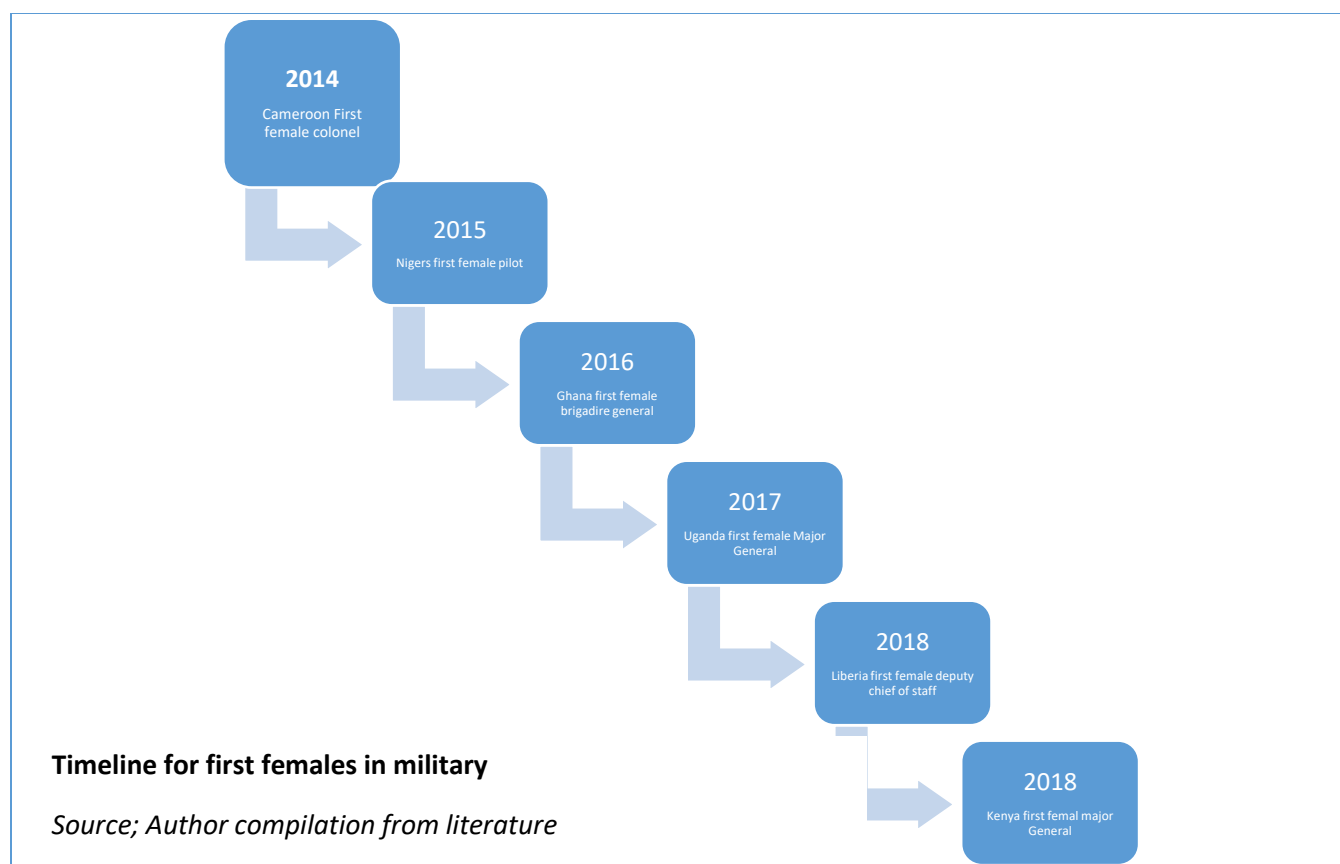 2014
Cameroon First
female colonel
2015
Nigers first female pilot
2016
Ghana first female
brigadire general
2017
Uganda first female Major
General
2018
Liberia first female deputy
chief of staff
2018
Kenya first femal major
General
Timeline for first females in military
Source; Author compilation from literature